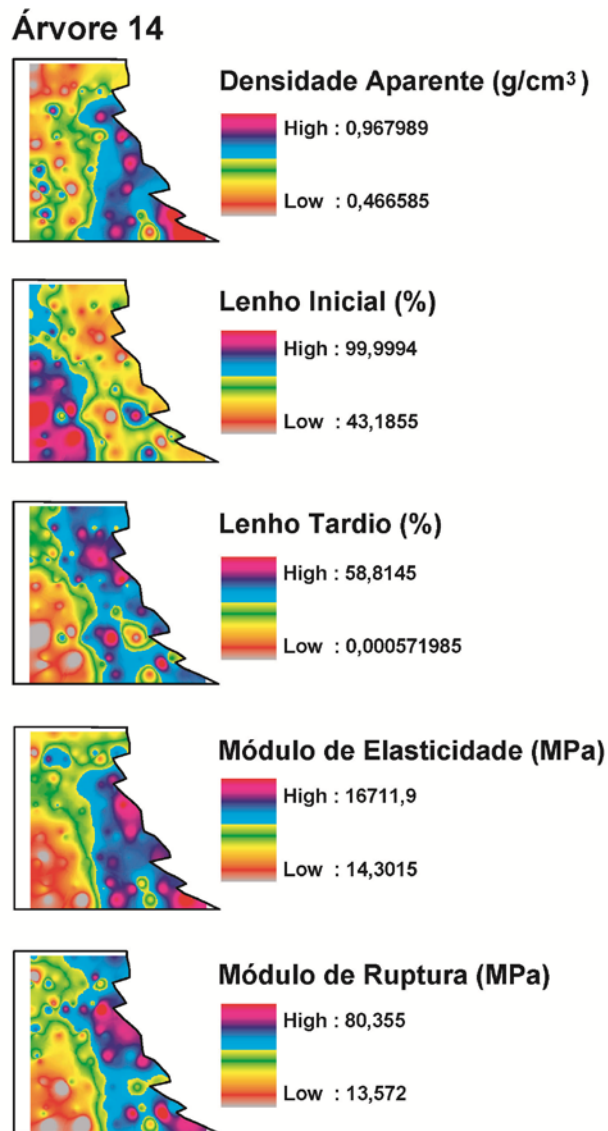 Árvore 14
Densidade Aparente (g/cm³)
High : 0,967989
Low : 0,466585
Lenho Inicial (%)
High : 99,9994
Low : 43,1855
Lenho Tardio (%)
High : 58,8145
Low : 0,000571985
Módulo de Elasticidade (MPa)
High : 16711,9
Low : 14,3015
Módulo de Ruptura (MPa)
High : 80,355
Low : 13,572